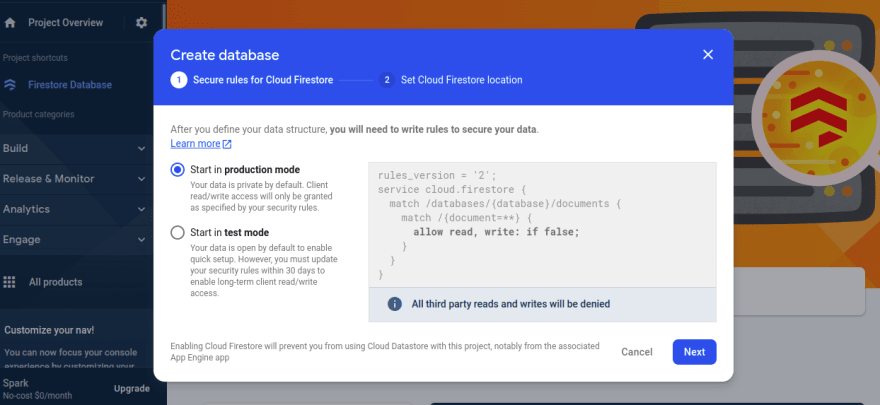 Project Overview
Project shortcuts
Firestore Database
Product categories
Build
Release & Monitor
Analytics
Engage
All products
Customize your nav!
You can now focus your console
experience by customizing your
Spark
No-cost $0/month
Upgrade
Create database
1 Secure rules for Cloud Firestore
2 Set Cloud Firestore location
After you define your data structure, you will need to write rules to secure your data.
Learn more
Start in production mode
Your data is private by default. Client
read/write access will only be granted
as specified by your security rules.
Start in test mode
Your data is open by default to enable
quick setup. However, you must update
your security rules within 30 days to
enable long-term client read/write
access.
rules_version = '2';
service cloud.firestore {
match /databases/{database}/documents {
match /{document=**} {
allow read, write: if false;
}
}
}
All third party reads and writes will be denied
Enabling Cloud Firestore will prevent you from using Cloud Datastore with this project, notably from the associated
App Engine app
Cancel
Next